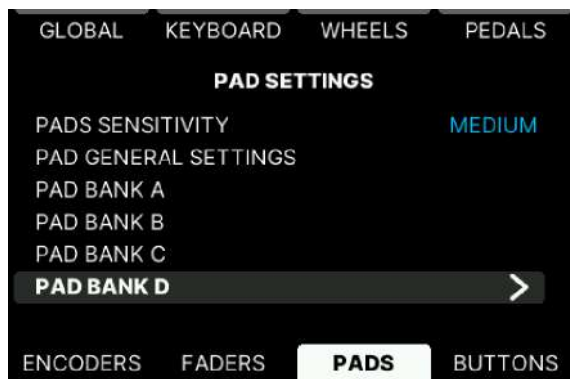 GLOBAL KEYBOARD WHEELS PEDALS
PAD SETTINGS
PADS SENSITIVITY MEDIUM
PAD GENERAL SETTINGS
PAD BANK A
PAD BANK B
PAD BANK C
PAD BANK D >
ENCODERS FADERS PADS BUTTONS